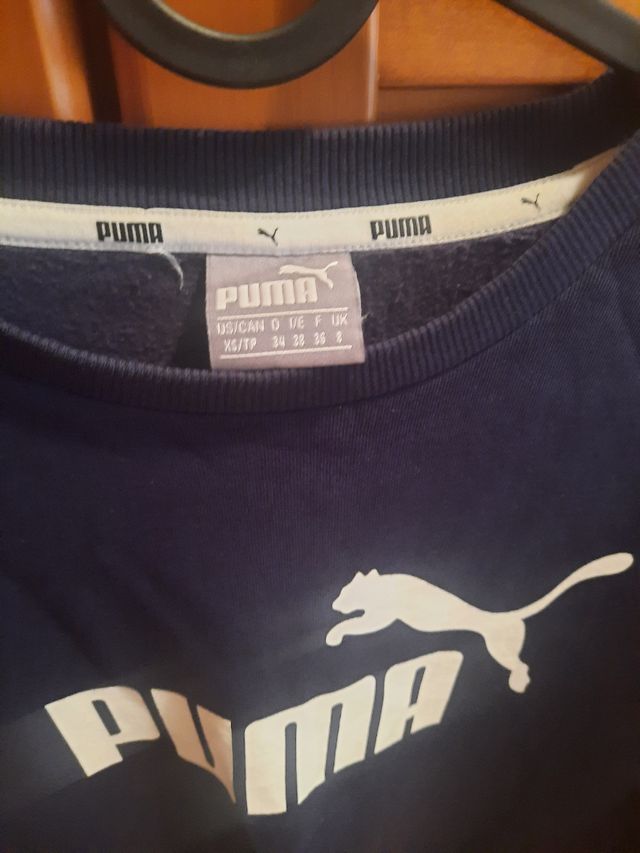 PUMA PUMA
PUMA
US/CAN D I/E F UK
XS/TP 34 38 36 8
PUMA